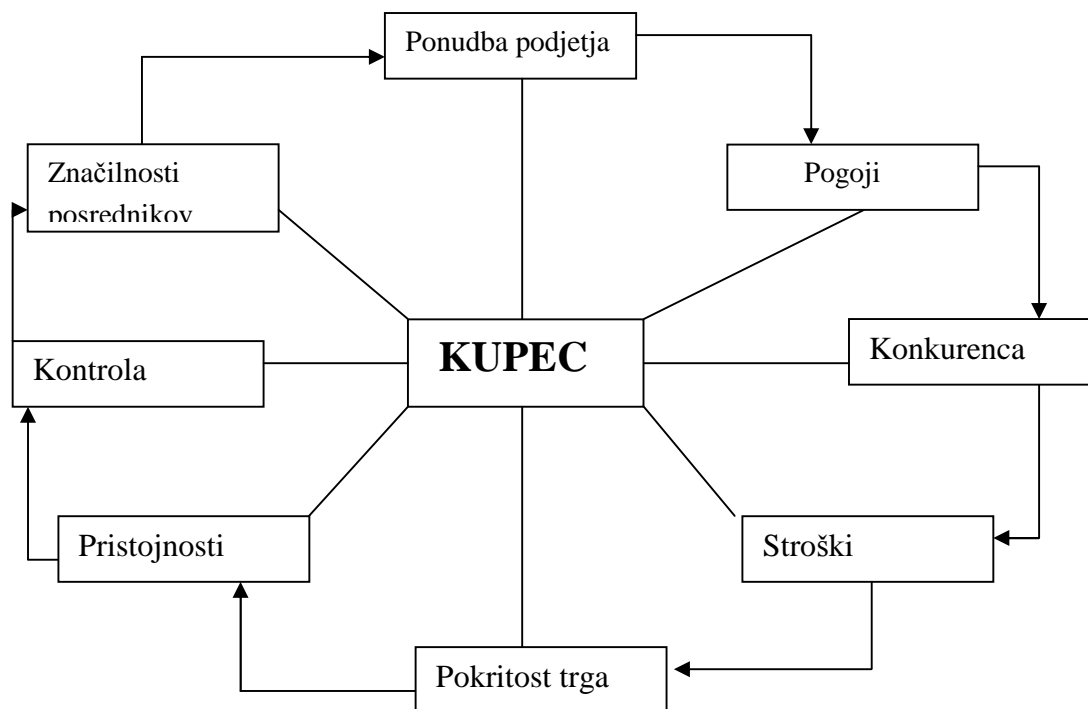 Ponudba podjetja
Značilnosti
posrednikov
Pogoji
KUPEC
Kontrola
Konkurenca
Pristojnosti
Stroški
Pokritost trga